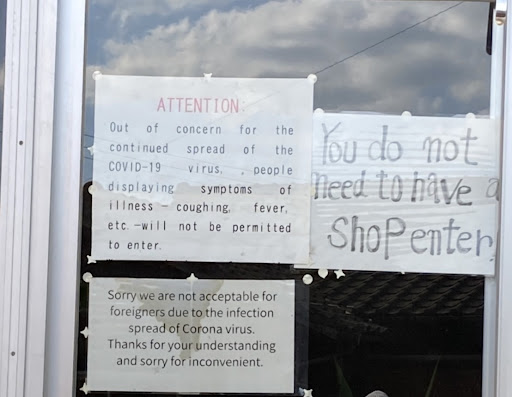 ATTENTION
Out of concern for the
continued spread of the
COVID-19 virus, , people
displaying symptoms of
illness - coughing, fever,
etc.-will not be permitted
to enter.
You do not
need to have a
ShoPenter
Sorry we are not acceptable for
foreigners due to the infection
spread of Corona virus.
Thanks for your understanding
and sorry for inconvenient.